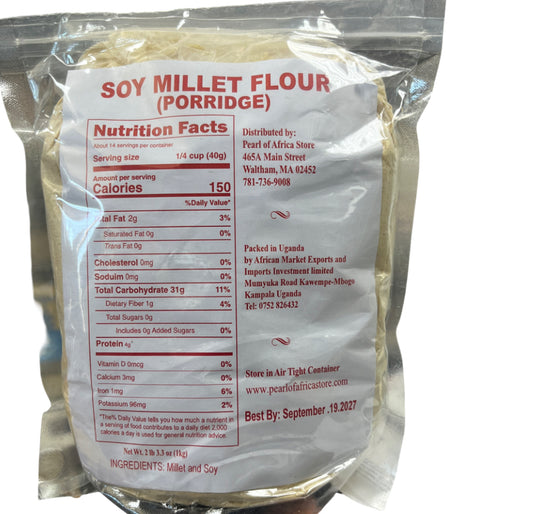 SOY MILLET FLOUR
(PORRIDGE)
Nutrition Facts
About 14 servings per container
Serving size 1/4 cup (40g)
Amount per serving
Calories 150
%Daily Value*
tal Fat 2g 3%
Saturated Fat 0g 0%
Trans Fat 0g
Cholesterol 0mg 0%
Soduim 0mg 0%
Total Carbohydrate 31g 11%
Dietary Fiber 1g 4%
Total Sugars 0g
Includes 0g Added Sugars 0%
Protein 4g
Vitamin D 0mcg 0%
Calcium 3mg 0%
Iron 1mg 6%
Potassium 96mg 2%
*The% Daily Value tells you how much a nutrient in
a serving of food contributes to a daily diet 2,000
calories a day is used for general nutrition advice.
Net Wt. 2 lb 3.3 oz (1kg)
INGREDIENTS: Millet and Soy
Distributed by:
Pearl of Africa Store
465A Main Street
Waltham, MA 02452
781-736-9008
Packed in Uganda
by African Market Exports and
Imports Investment limited
Mumyuka Road Kawempe-Mbogo
Kampala Uganda
Tel: 0752 826432
Store in Air Tight Container
www.pearlofafricastore.com
Best By: September .19.2027